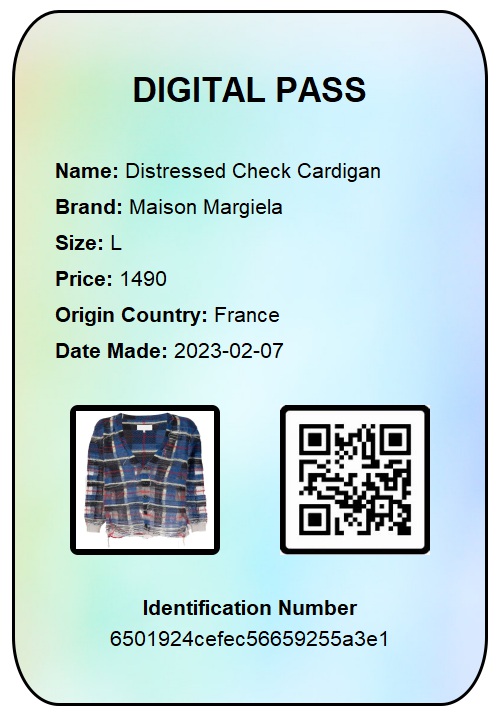 DIGITAL PASS
Name: Distressed Check Cardigan
Brand: Maison Margiela
Size: L
Price: 1490
Origin Country: France
Date Made: 2023-02-07
Identification Number
6501924cefec56659255a3e1